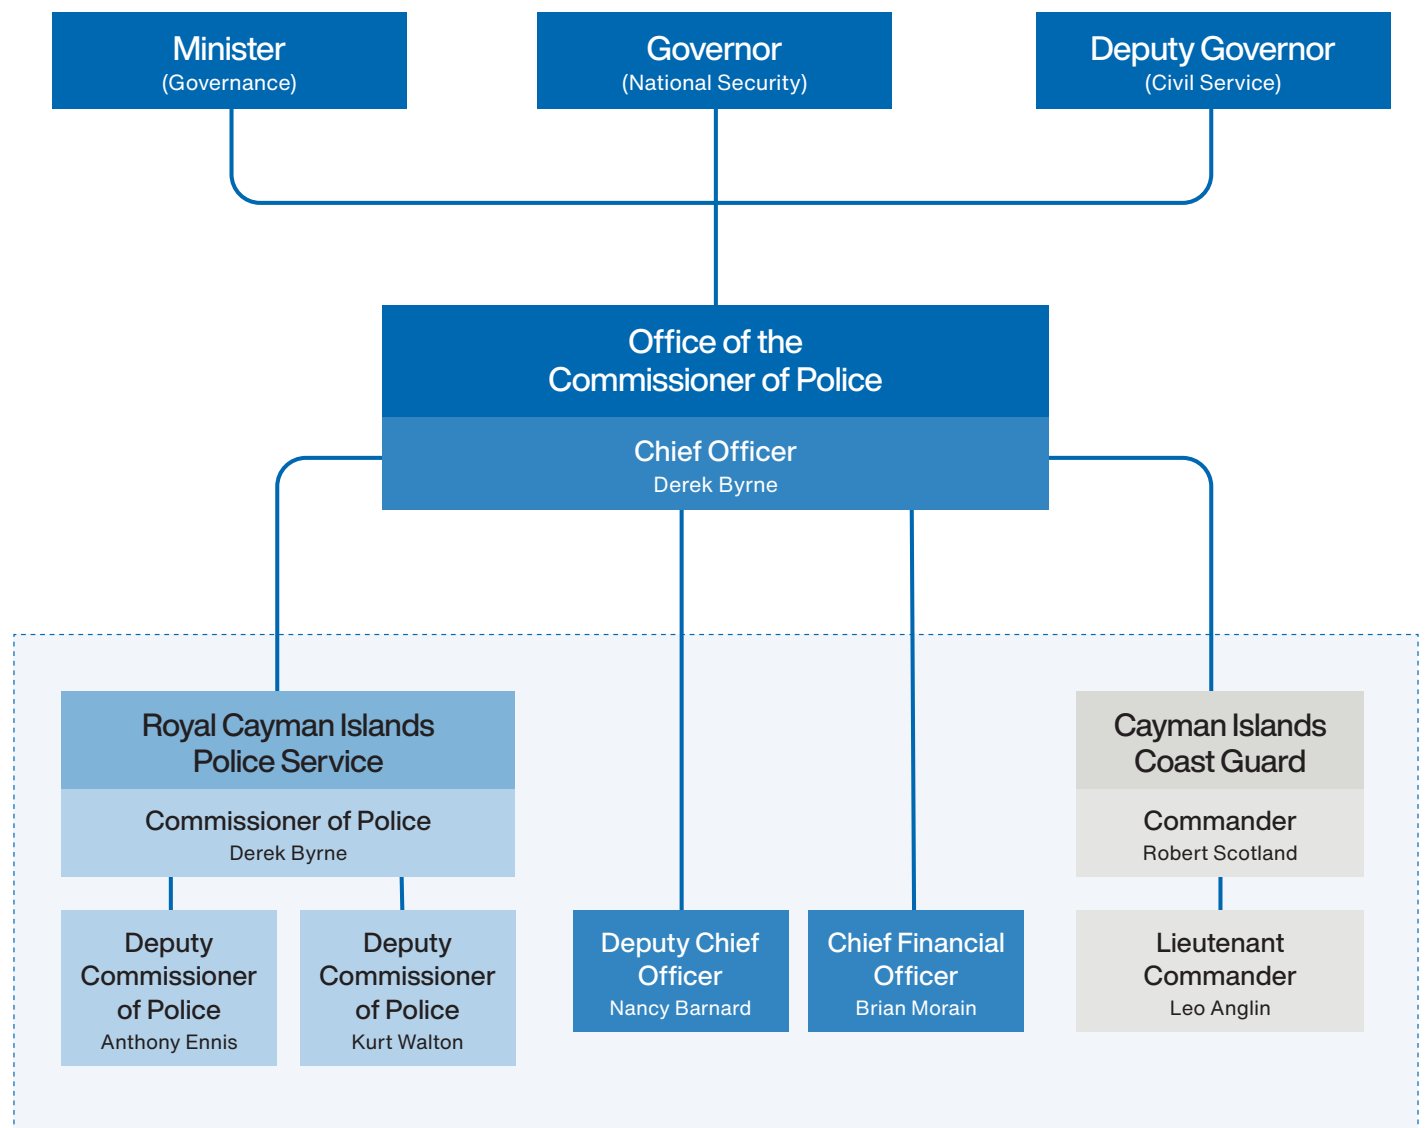 Minister
(Governance)
Governor
(National Security)
Deputy Governor
(Civil Service)
Office of the
Commissioner of Police
Chief Officer
Derek Byrne
Royal Cayman Islands
Police Service
Commissioner of Police
Derek Byrne
Deputy
Commissioner
of Police
Anthony Ennis
Deputy
Commissioner
of Police
Kurt Walton
Deputy Chief
Officer
Nancy Barnard
Chief Financial
Officer
Brian Morain
Cayman Islands
Coast Guard
Commander
Robert Scotland
Lieutenant
Commander
Leo Anglin